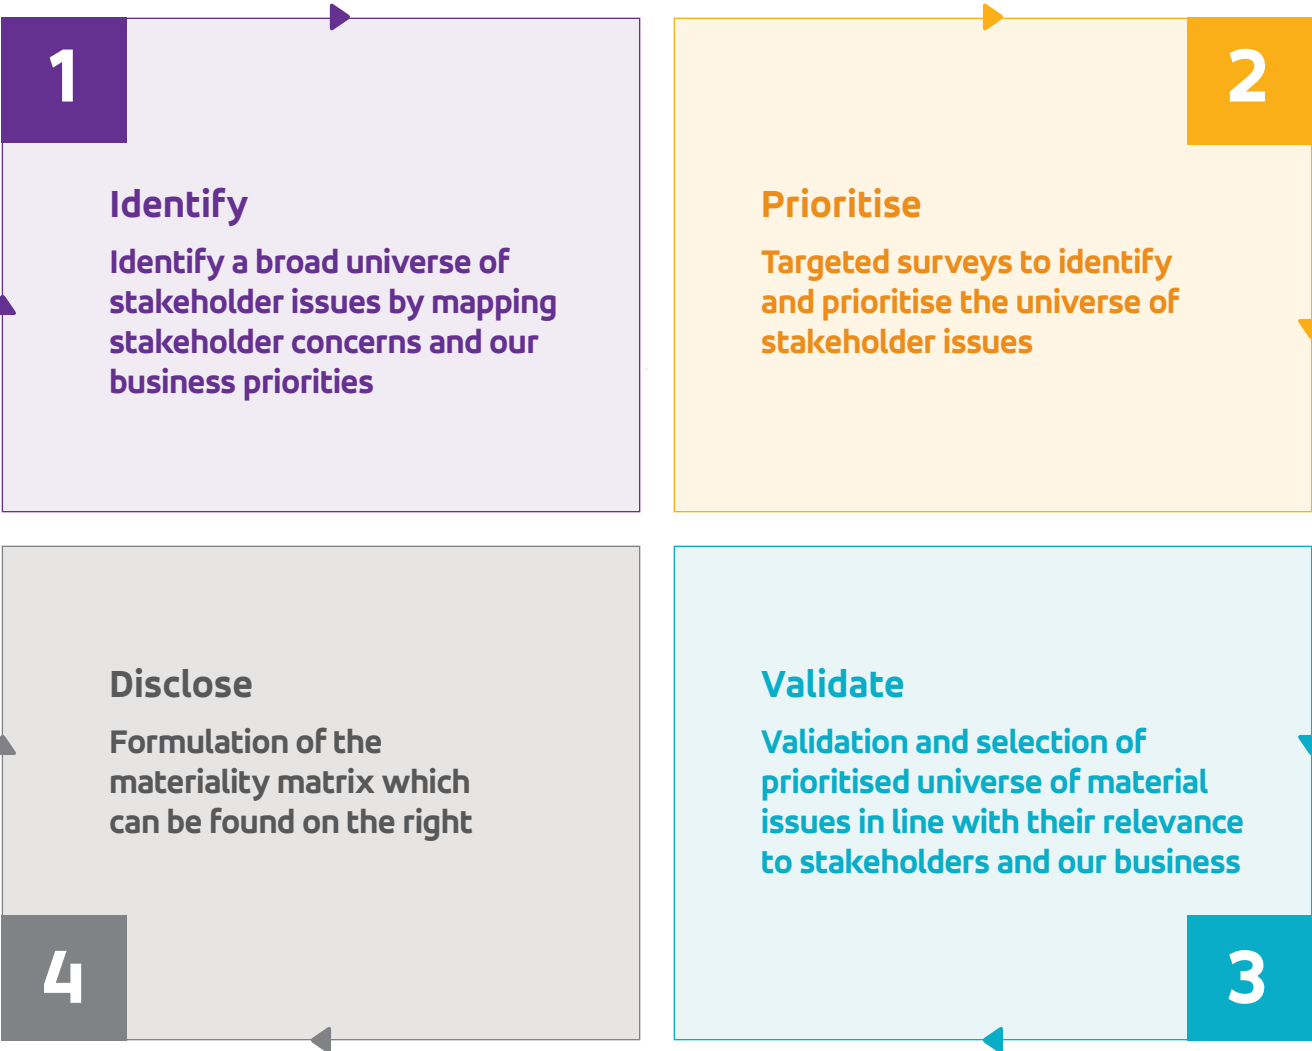 1
Identify
Identify a broad universe of
stakeholder issues by mapping
stakeholder concerns and our
business priorities
2
Prioritise
Targeted surveys to identify
and prioritise the universe of
stakeholder issues
3
Validate
Validation and selection of
prioritised universe of material
issues in line with their relevance
to stakeholders and our business
4
Disclose
Formulation of the
materiality matrix which
can be found on the right